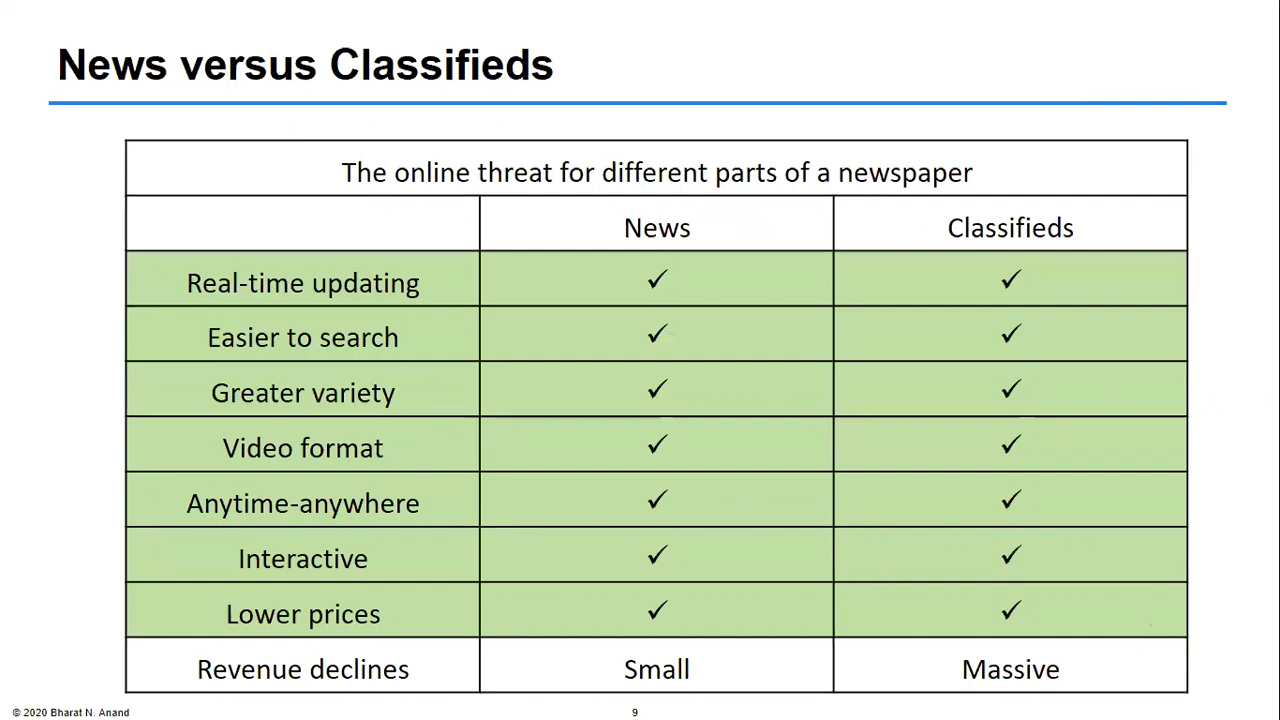 News versus Classifieds
The online threat for different parts of a newspaper
News Classifieds
Real-time updating ✓ ✓
Easier to search ✓ ✓
Greater variety ✓ ✓
Video format ✓ ✓
Anytime-anywhere ✓ ✓
Interactive ✓ ✓
Lower prices ✓ ✓
Revenue declines Small Massive
© 2020 Bharat N. Anand 9